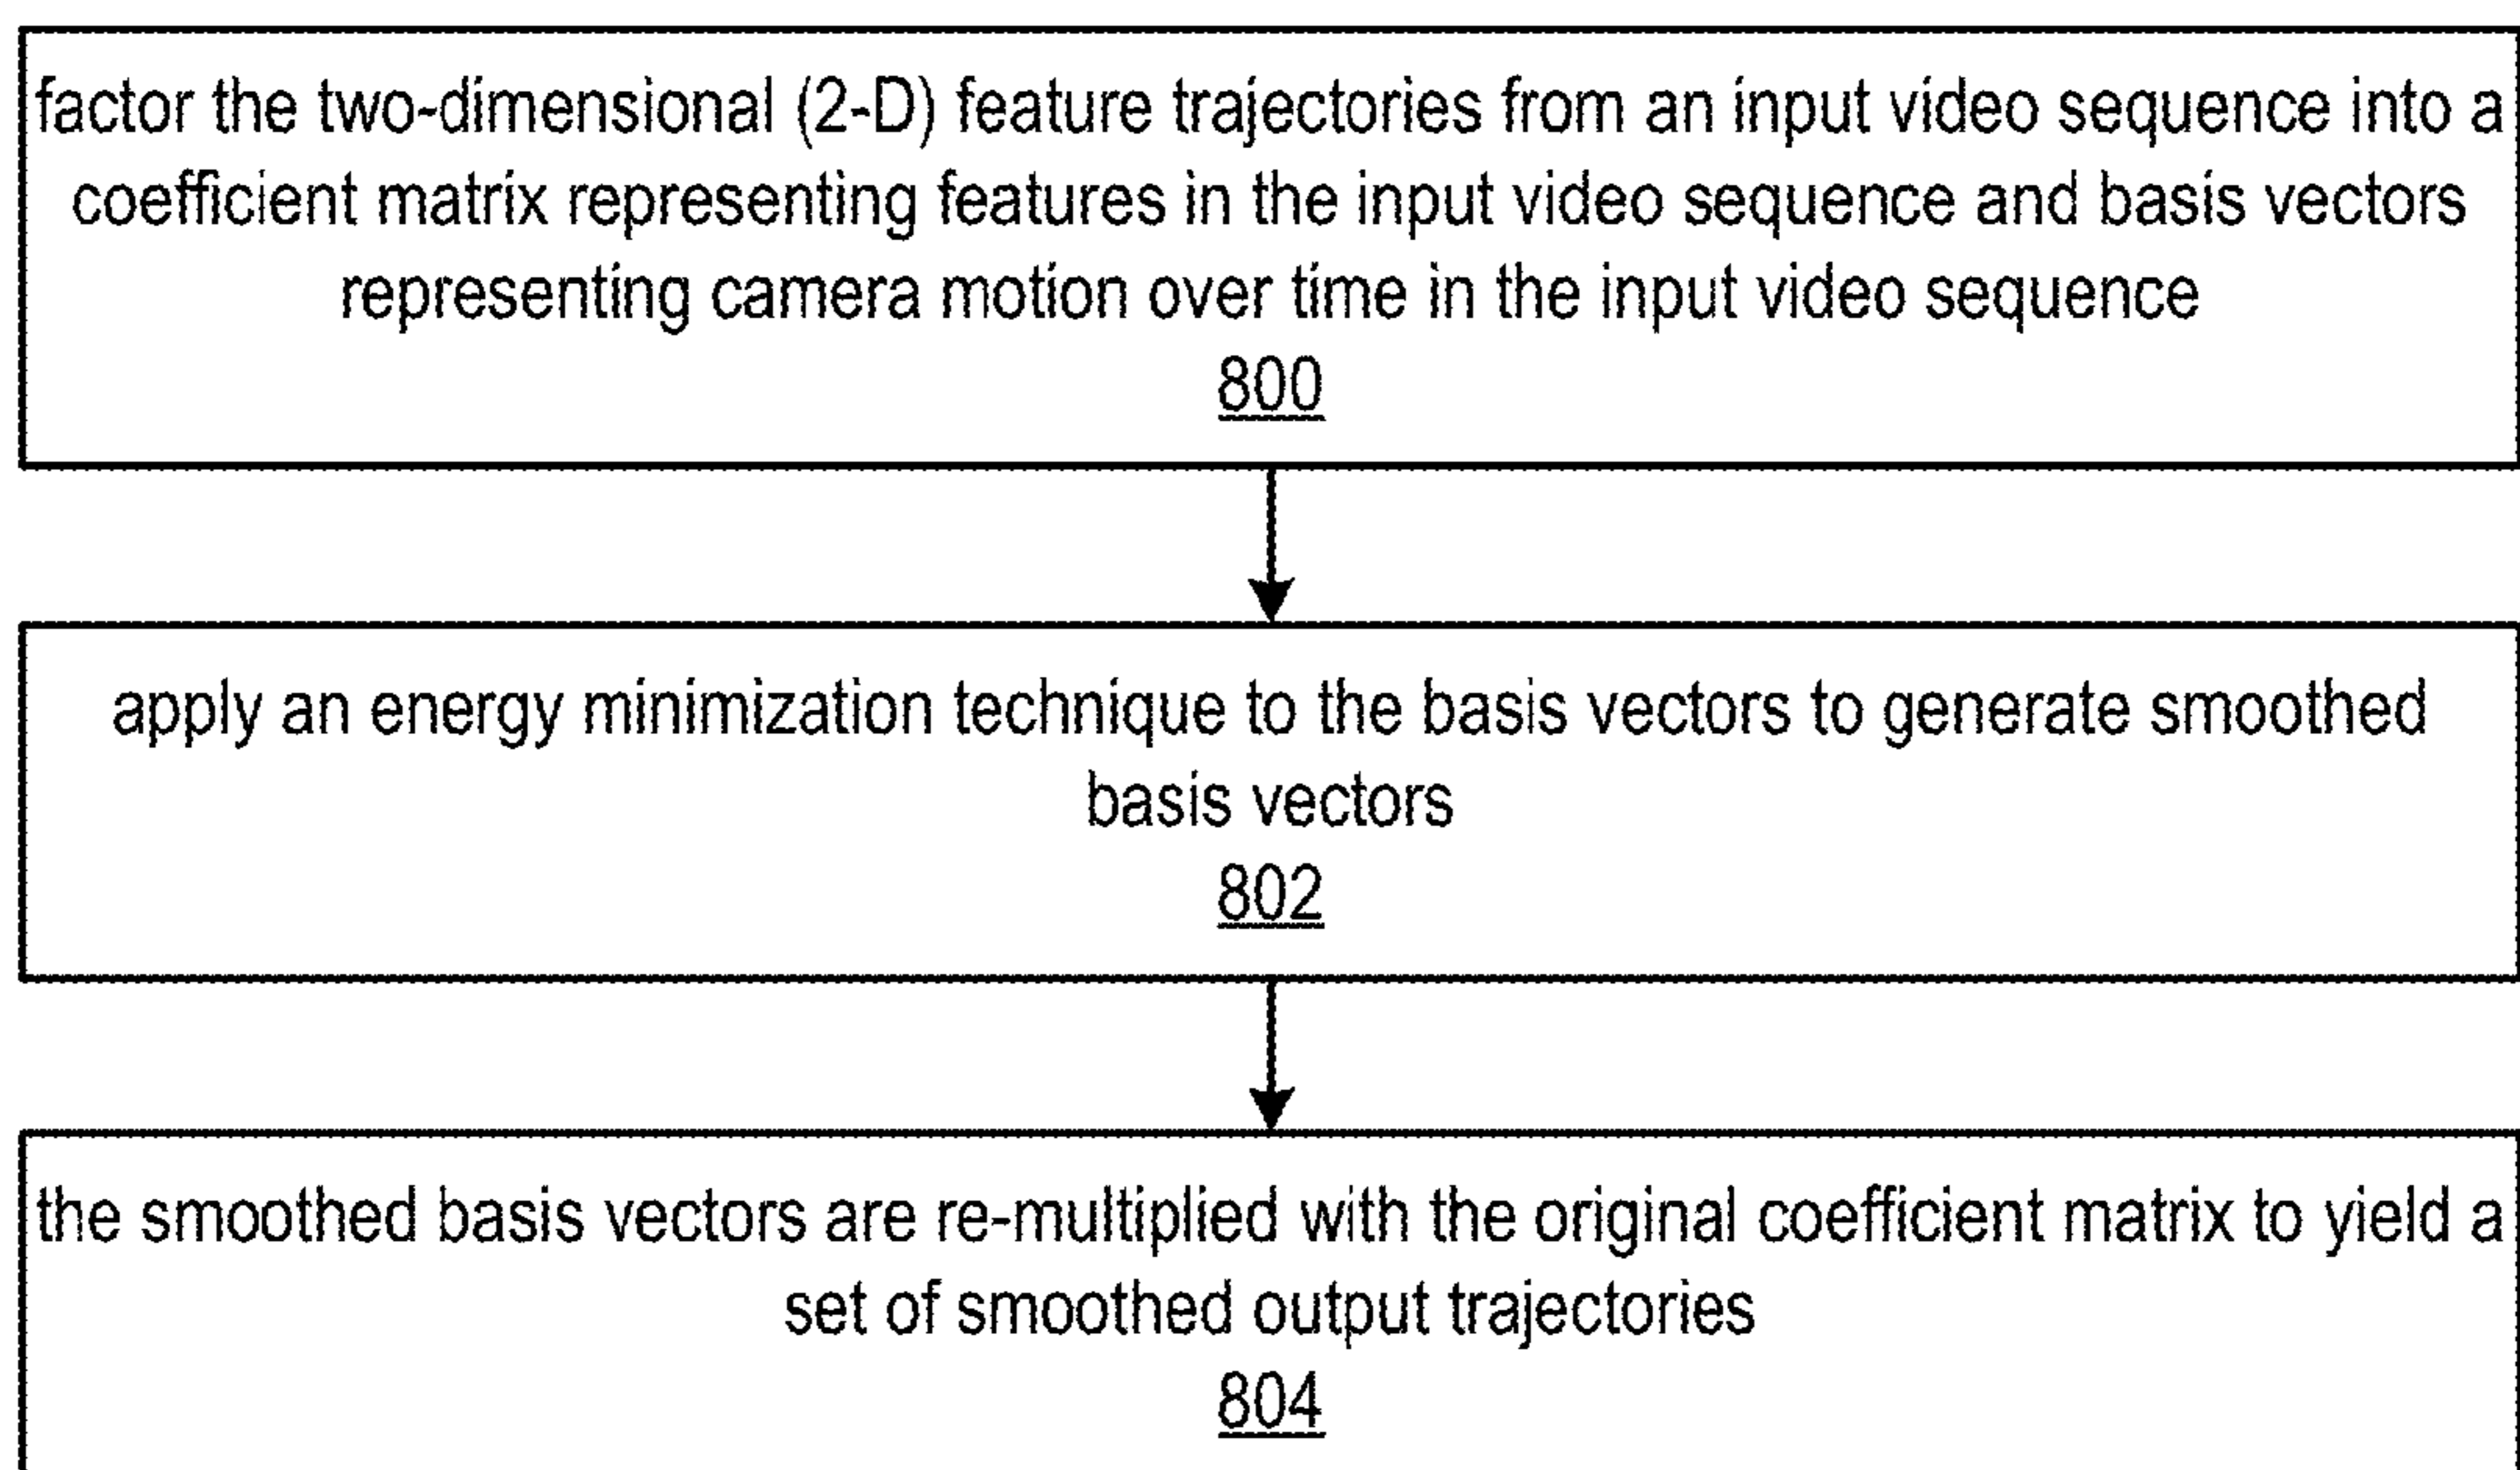 factor the two-dimensional (2-D) feature trajectories from an input video sequence into a
coefficient matrix representing features in the input video sequence and basis vectors
representing camera motion over time in the input video sequence
800
apply an energy minimization technique to the basis vectors to generate smoothed
basis vectors
802
the smoothed basis vectors are re-multiplied with the original coefficient matrix to yield a
set of smoothed output trajectories
804